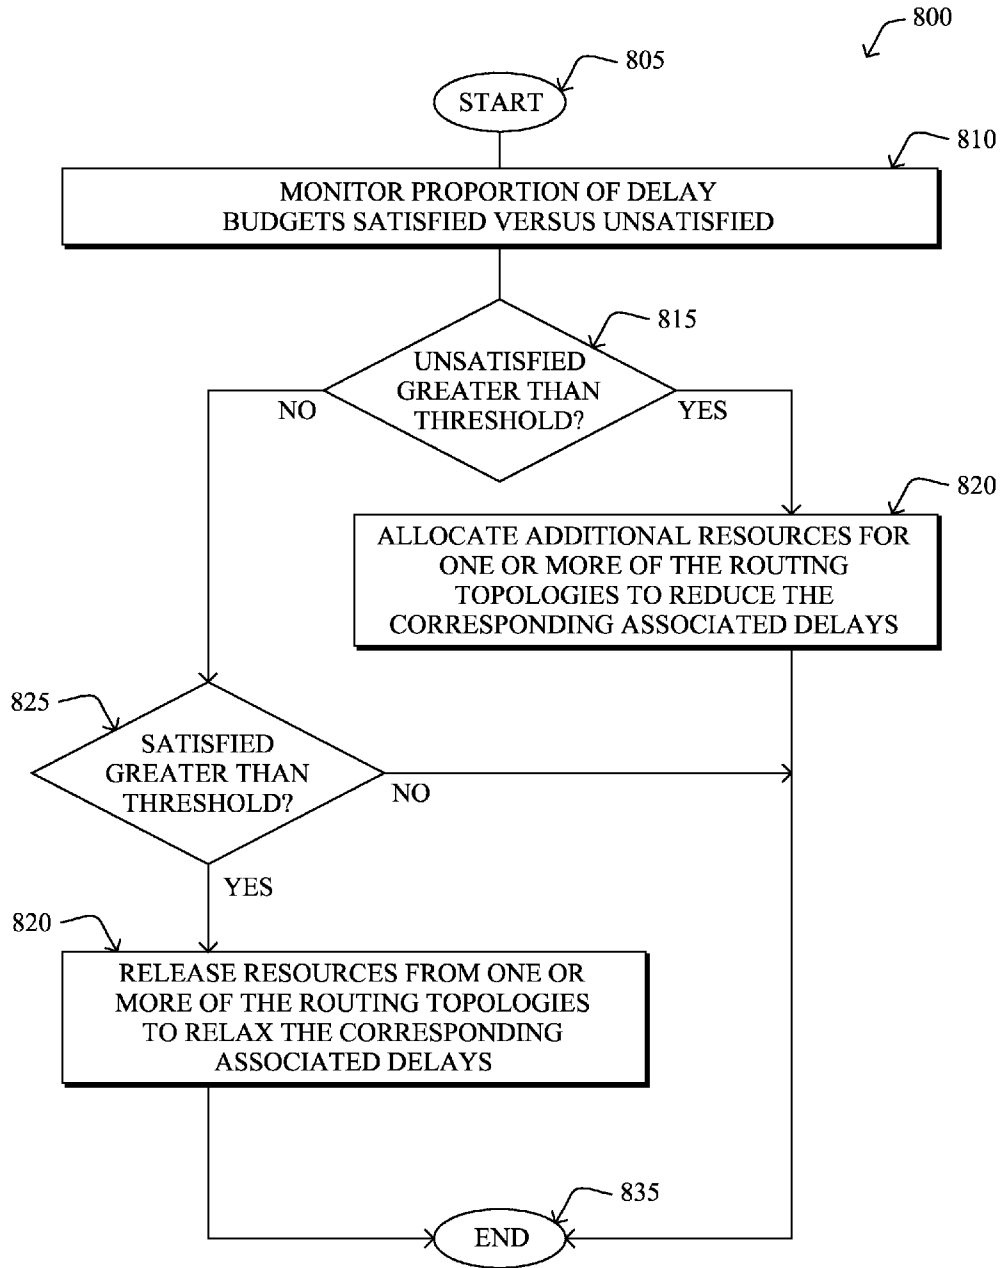 800
805
START
810
MONITOR PROPORTION OF DELAY
BUDGETS SATISFIED VERSUS UNSATISFIED
815
UNSATISFIED
GREATER THAN
THRESHOLD?
NO
YES
820
ALLOCATE ADDITIONAL RESOURCES FOR
ONE OR MORE OF THE ROUTING
TOPOLOGIES TO REDUCE THE
CORRESPONDING ASSOCIATED DELAYS
825
SATISFIED
GREATER THAN
THRESHOLD?
NO
YES
820
RELEASE RESOURCES FROM ONE OR
MORE OF THE ROUTING TOPOLOGIES
TO RELAX THE CORRESPONDING
ASSOCIATED DELAYS
835
END